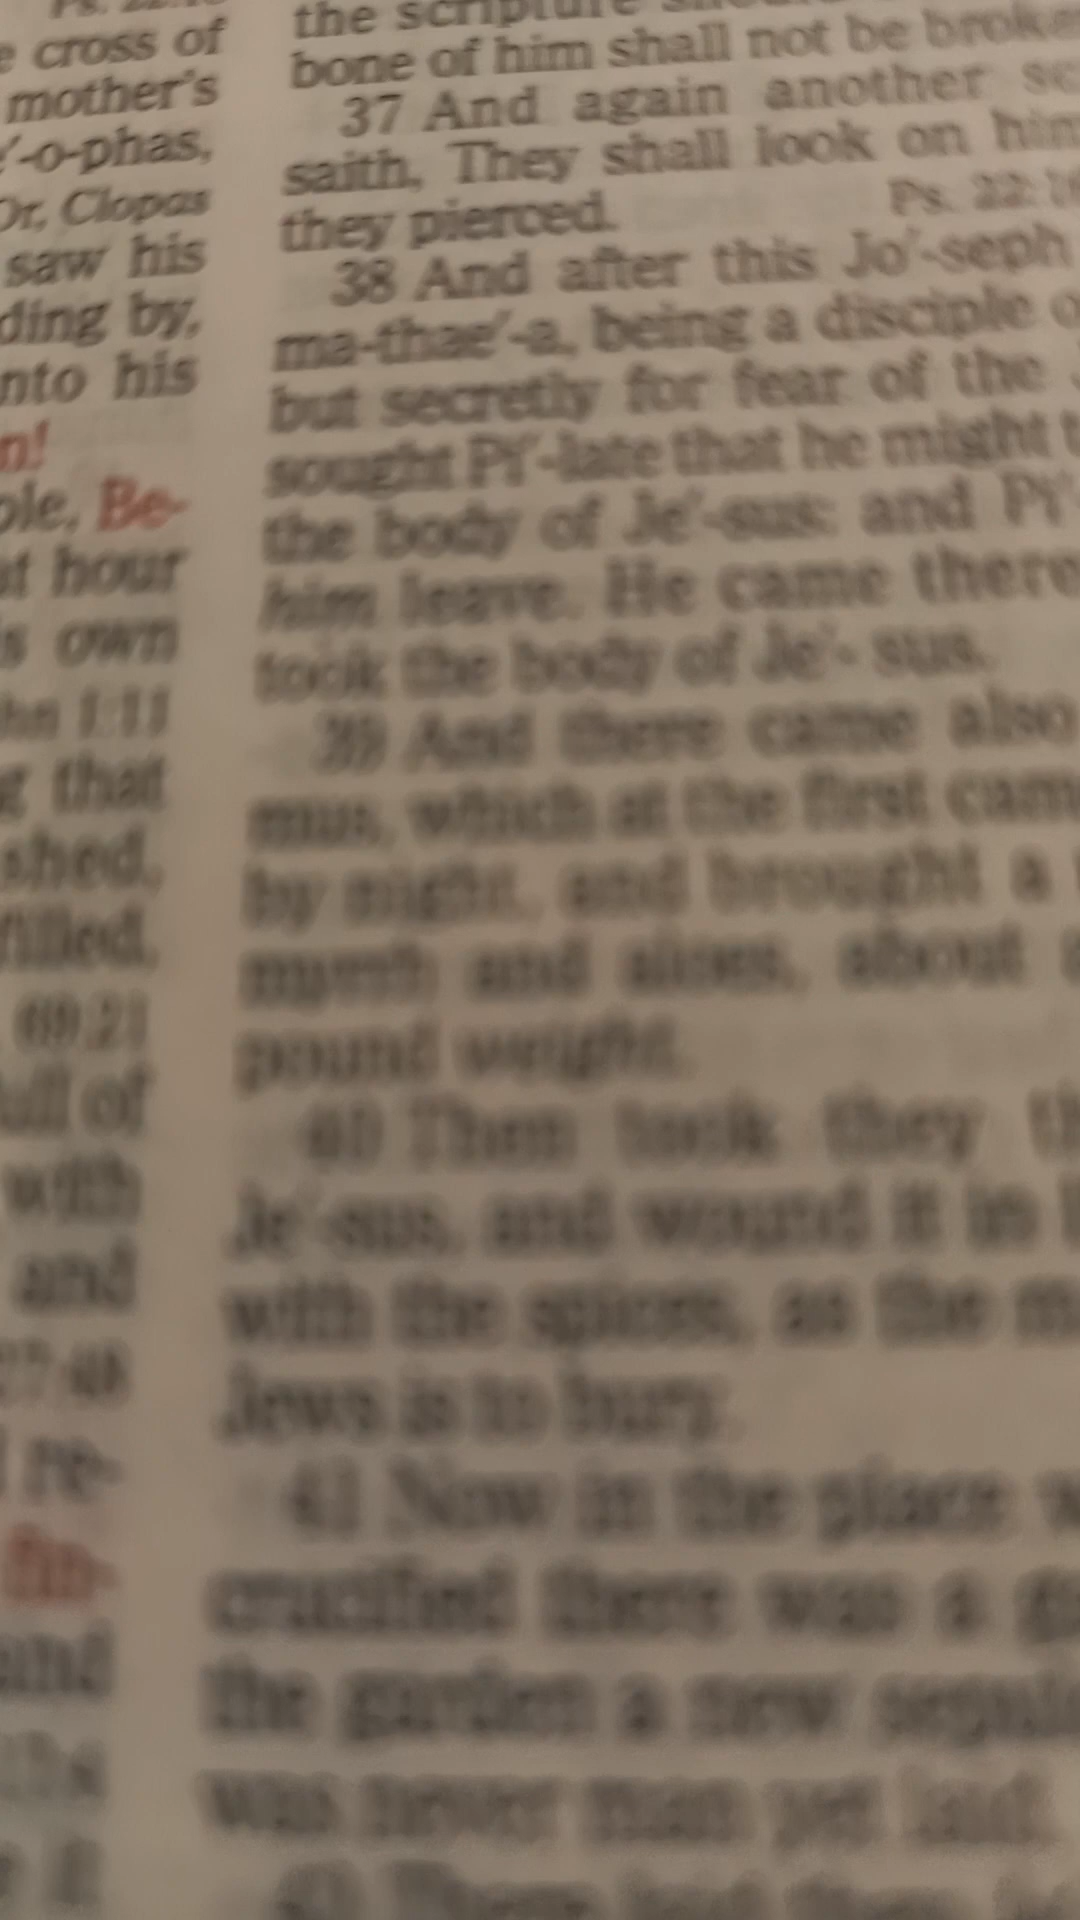 e cross of
mother's
-o-phas,
Or, Clopas
saw his
ding by,
nto his
n!
ole, Be-
t hour
s own
hn 1:11
that
shed,
filled,
69:21
ull of
with
and
re-
fin-
and
the scripture
bone of him shall not be broke
37 And again another sc
saith, They shall look on him
they pierced.
Ps. 22:16
38 And after this Jo'-seph
ma-thae'-a, being a disciple o
but secretly for fear of the
sought Pi'-late that he might t
the body of Je'-sus: and Pi'
him leave. He came there
took the body of Je'- sus.
39 And there came also
mus, which at the first cam
by night, and brought a
myrrh and aloes, about
pound weight.
40 Then took they th
Je'-sus, and wound it in l
with the spices, as the m
Jews is to bury.
41 Now in the place w
crucified there was a g
the garden a new sepul
was never man yet laid.